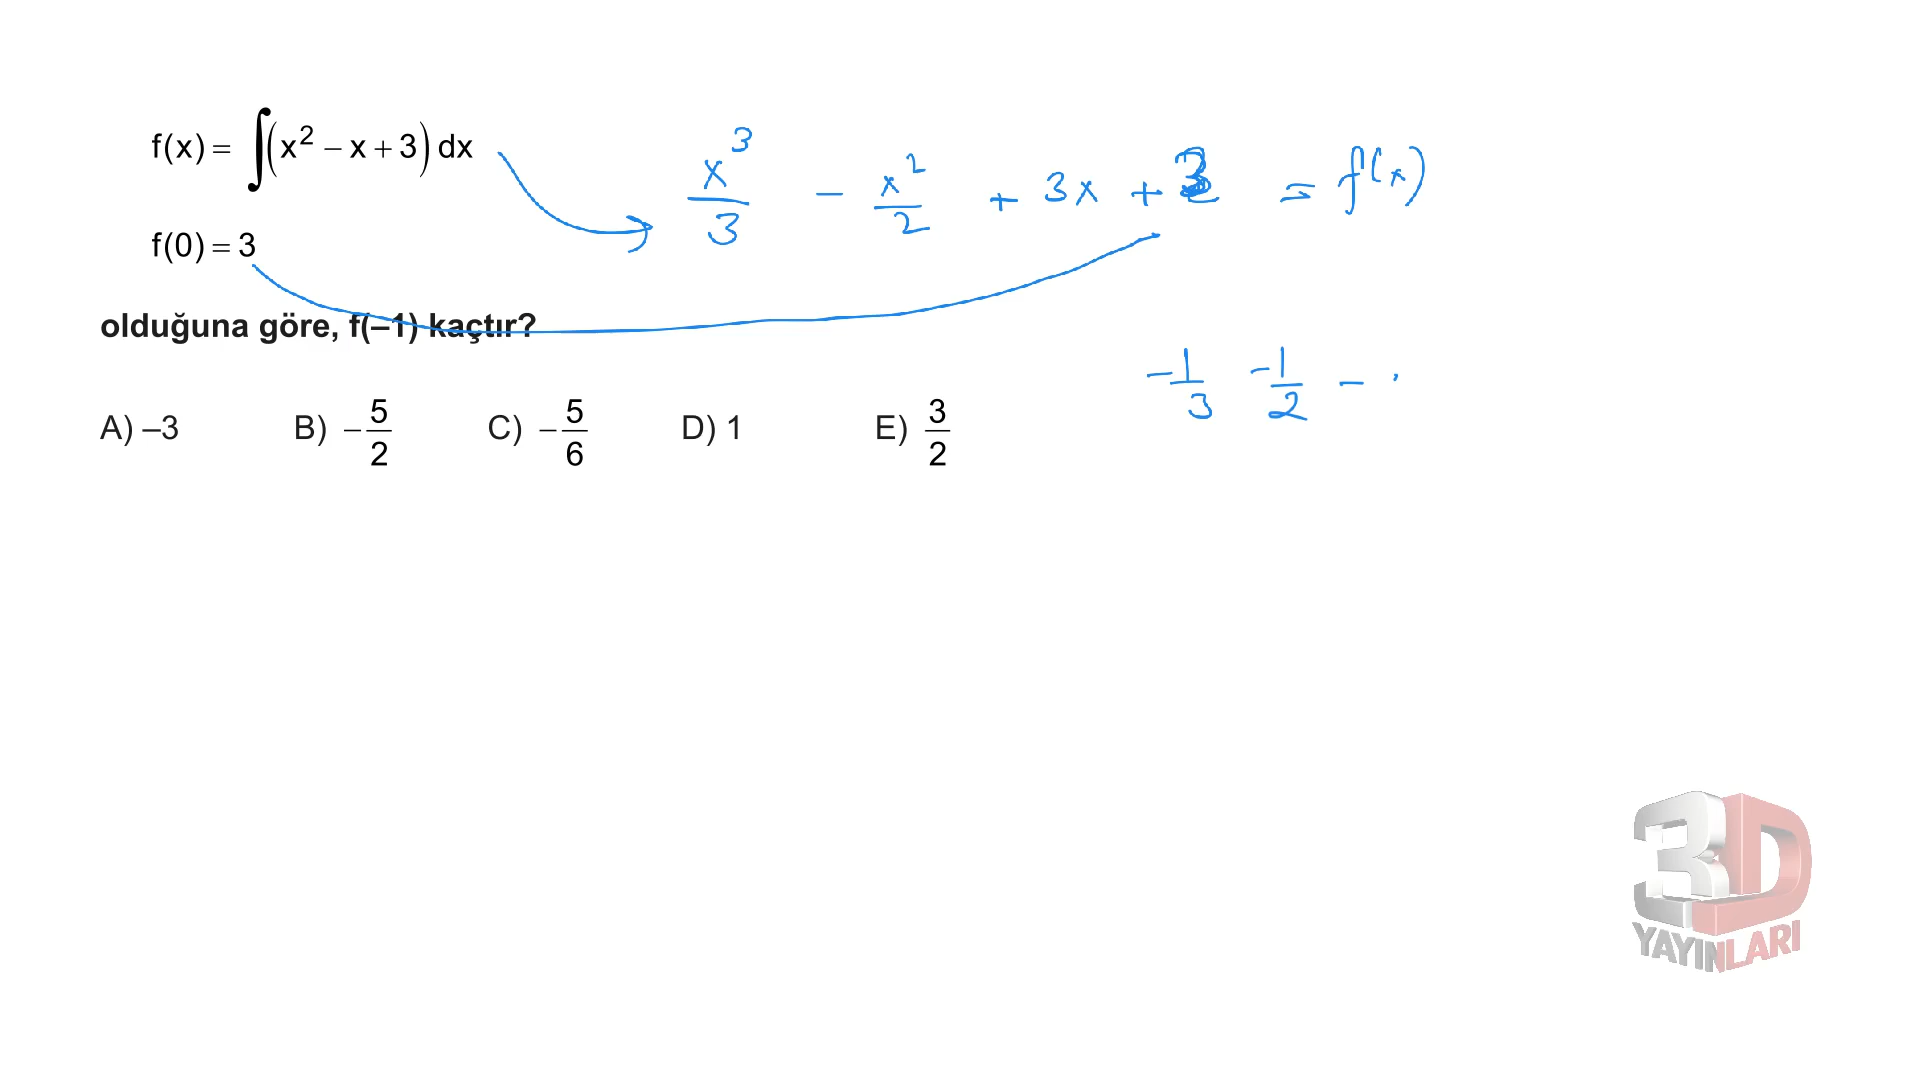 f(x) = ∫(x² – x + 3) dx
x³/3 – x²/2 + 3x + 3 = f(x)
f(0) = 3
olduğuna göre, f(–1) kaçtır?
-1/3 -1/2 -
A) –3 B) –5/2 C) –5/6 D) 1 E) 3/2
3D
YAYINLARI